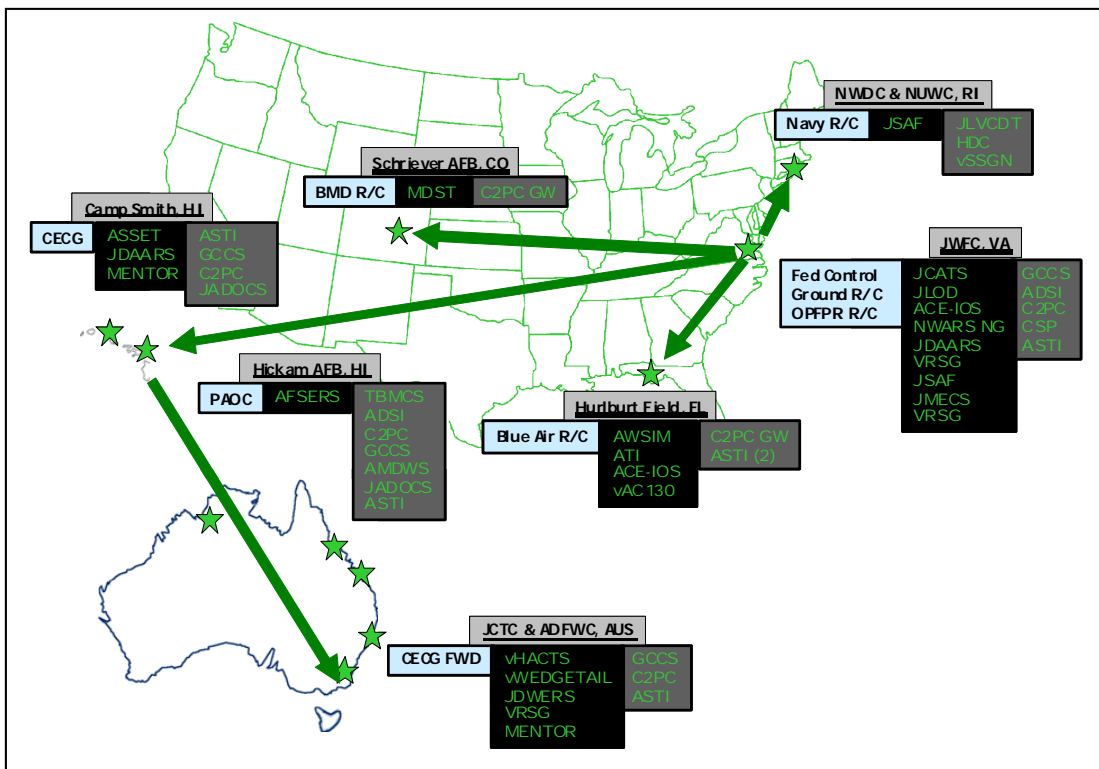 NWDC & NUWC, RI
Navy R/C
JSAF
JLVCDT
HDC
vSSGN
Schriever AFB, CO
BMD R/C
MDST
C2PC GW
Camp Smith, HI
CECG
ASSET
JDAARS
MENTOR
ASTI
GCCS
C2PC
JADOCS
JWFC, VA
Fed Control
Ground R/C
OPFPR R/C
JCATS
JLOD
ACE-IOS
NWARS NG
JDAARS
VRSG
JSAF
JMECS
VRSG
GCCS
ADSI
C2PC
CSP
ASTI
Hickam AFB, HI
PAOC
AFSERS
TBMCS
ADSI
C2PC
GCCS
AMDWS
JADOCS
ASTI
Hurlburt Field, FL
Blue Air R/C
AWSIM
ATI
ACE-IOS
vAC130
C2PC GW
ASTI (2)
JCTC & ADFWC, AUS
CECG FWD
vHACTS
vWEDGETAIL
JDWERS
VRSG
MENTOR
GCCS
C2PC
ASTI